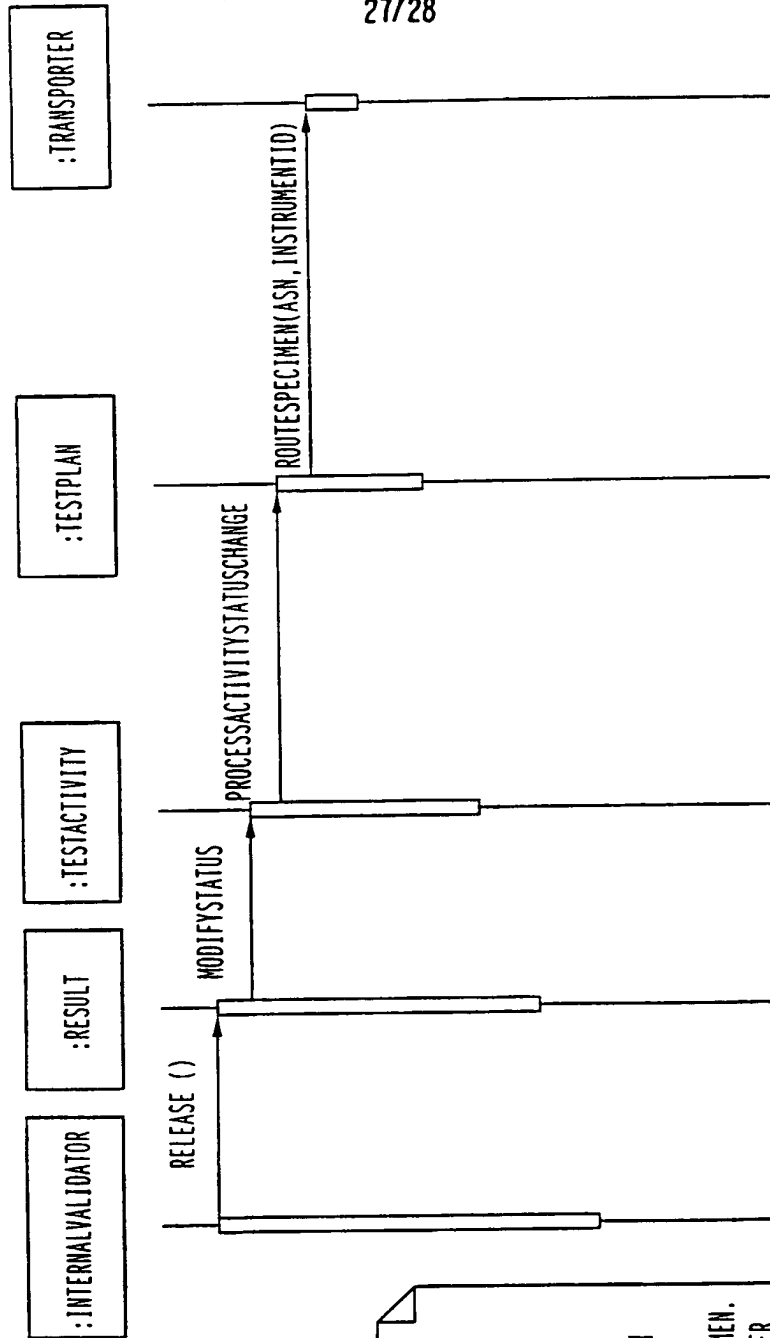 27/28
:INTERNALVALIDATOR
:RESULT
:TESTACTIVITY
:TESTPLAN
:TRANSPORTER
RELEASE ()
MODIFYSTATUS
PROCESSACTIVITYSTATUSCHANGE
ROUTESPECIMEN(ASN,INSTRUMENTID)